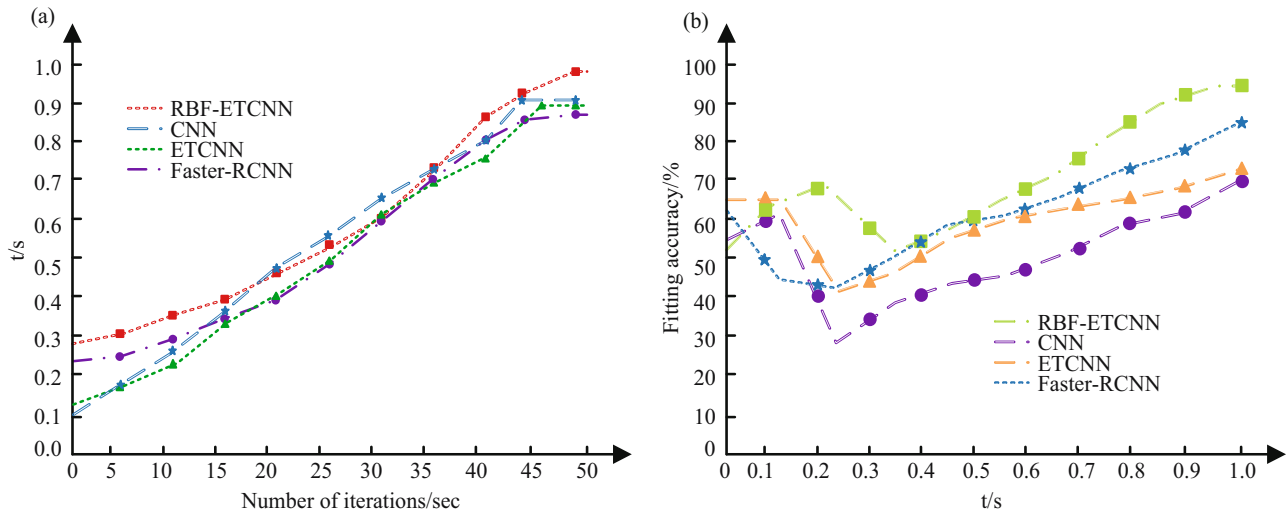 (a)
1.0
0.9
0.8
0.7
0.6
0.5
0.4
0.3
0.2
0.1
0.0
t/s
RBF-ETCNN
CNN
ETCNN
Faster-RCNN
0 5 10 15 20 25 30 35 40 45 50
Number of iterations/sec
(b)
100
90
80
70
60
50
40
30
20
10
0
Fitting accuracy/%
RBF-ETCNN
CNN
ETCNN
Faster-RCNN
0 0.1 0.2 0.3 0.4 0.5 0.6 0.7 0.8 0.9 1.0
t/s